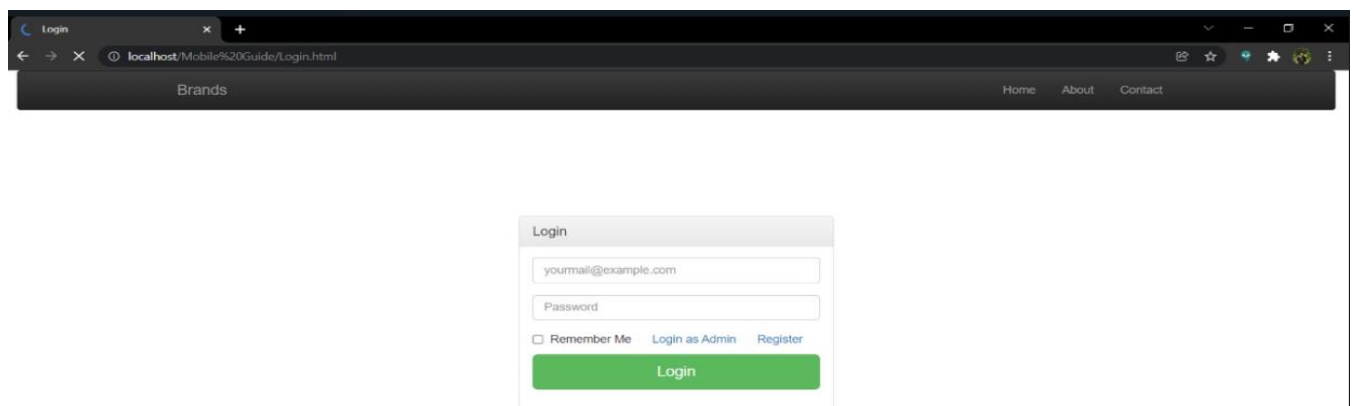 Login
localhost/Mobile%20Guide/Login.html
Brands Home About Contact
Login
yourmail@example.com
Password
Remember Me Login as Admin Register
Login